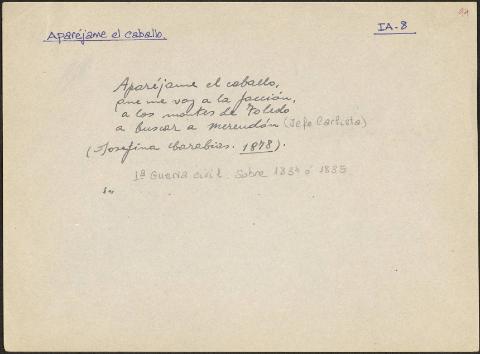 Aparéjame el caballo.
IA-8
Aparéjame el caballo,
que me voy a la facción,
a los montes de Toledo
a buscar a Merendón (Jefe Carlista)
(Josefina Carabias. 1878).
1ª Guerra civil. Sobre 1834 ó 1835